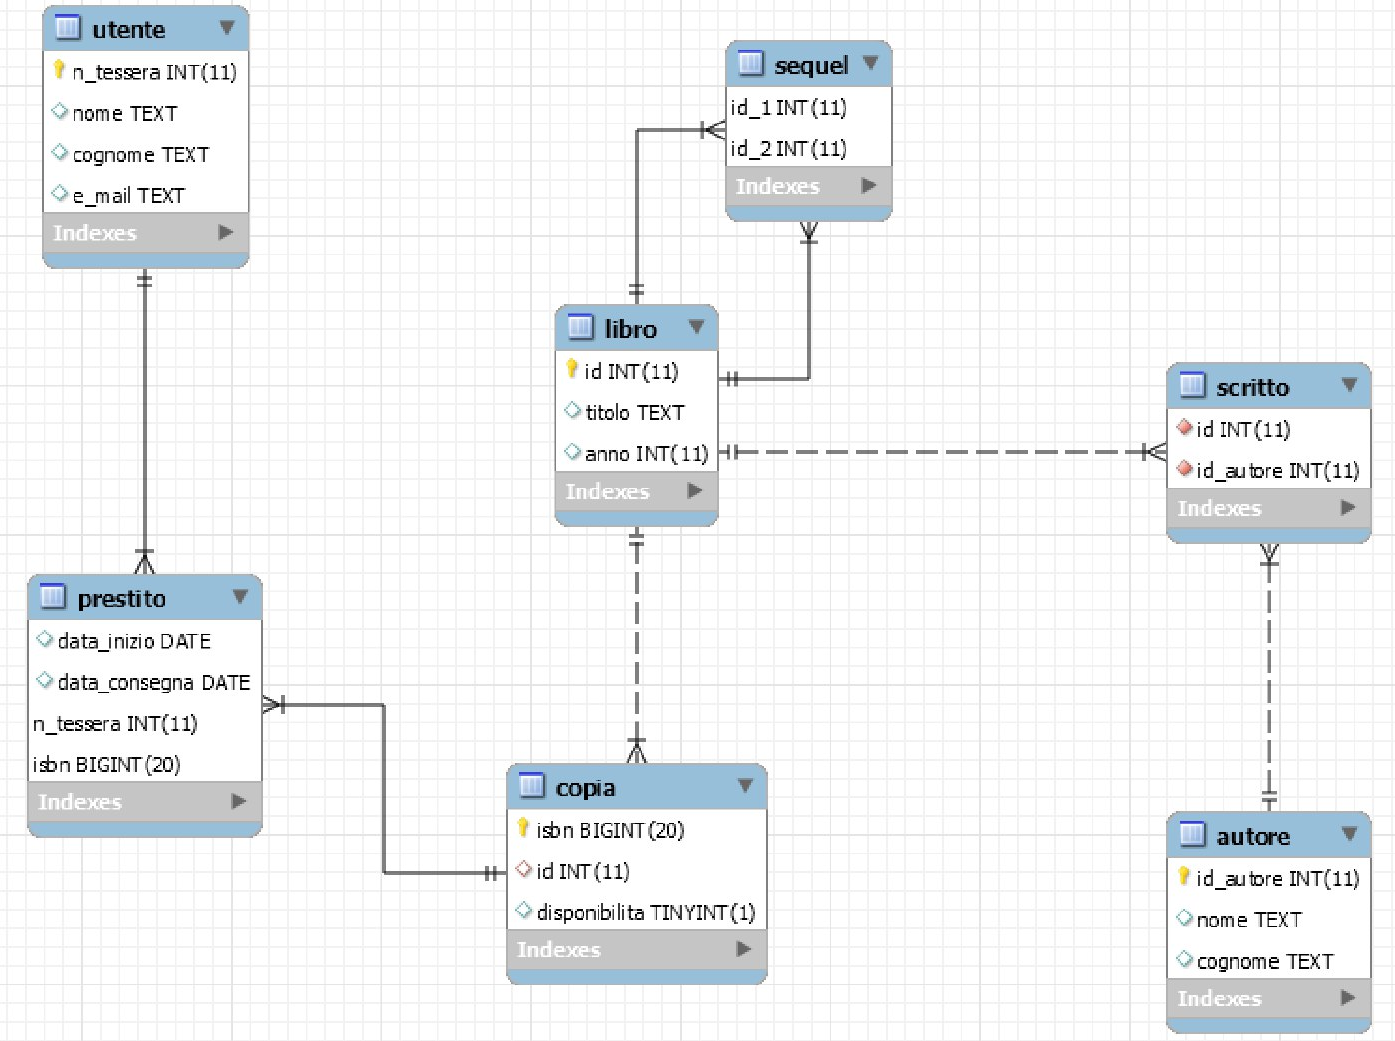 utente
n_tessera INT(11)
nome TEXT
cognome TEXT
e_mail TEXT
Indexes
sequel
id_1 INT(11)
id_2 INT(11)
Indexes
libro
id INT(11)
titolo TEXT
anno INT(11)
Indexes
scritto
id INT(11)
id_autore INT(11)
Indexes
prestito
data_inizio DATE
data_consegna DATE
n_tessera INT(11)
isbn BIGINT(20)
Indexes
copia
isbn BIGINT(20)
id INT(11)
disponibilita TINYINT(1)
Indexes
autore
id_autore INT(11)
nome TEXT
cognome TEXT
Indexes